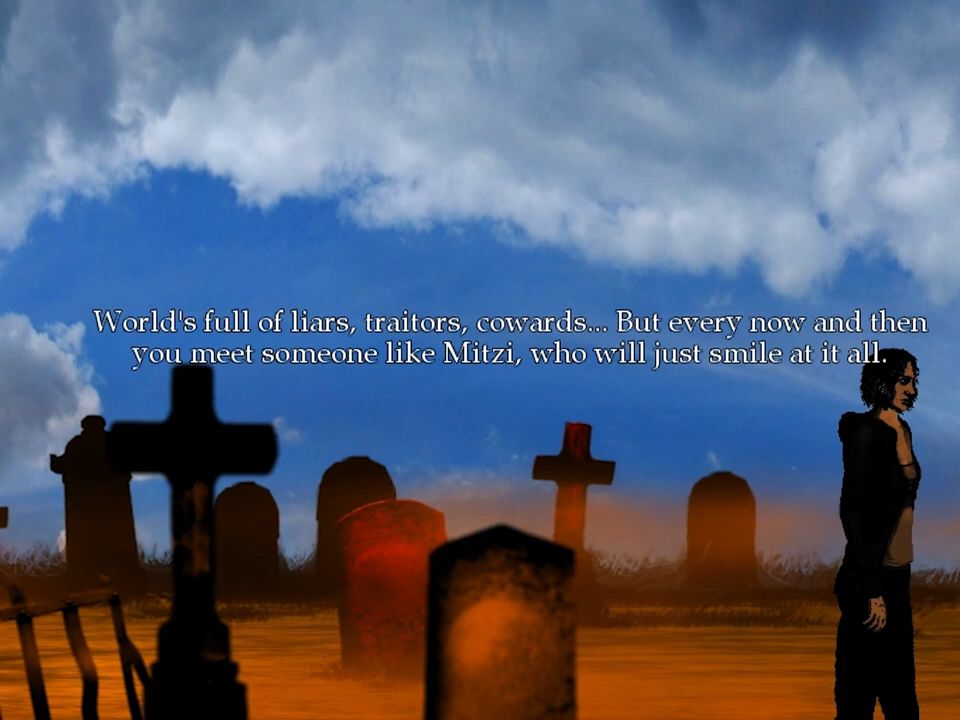 World's full of liars, traitors, cowards... But every now and then
you meet someone like Mitzi, who will just smile at it all.